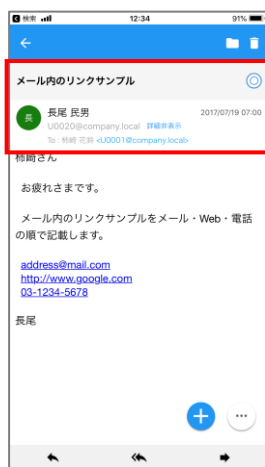 検索 12:34 91%
メール内のリンクサンプル
長 長尾 民男 2017/07/19 07:00
U0020@company.local 詳細非表示
To : 柿崎 花鈴 <U0001@company.local>
柿崎さん
お疲れさまです。
メール内のリンクサンプルをメール・Web・電話
の順で記載します。
address@mail.com
http://www.google.com
03-1234-5678
長尾